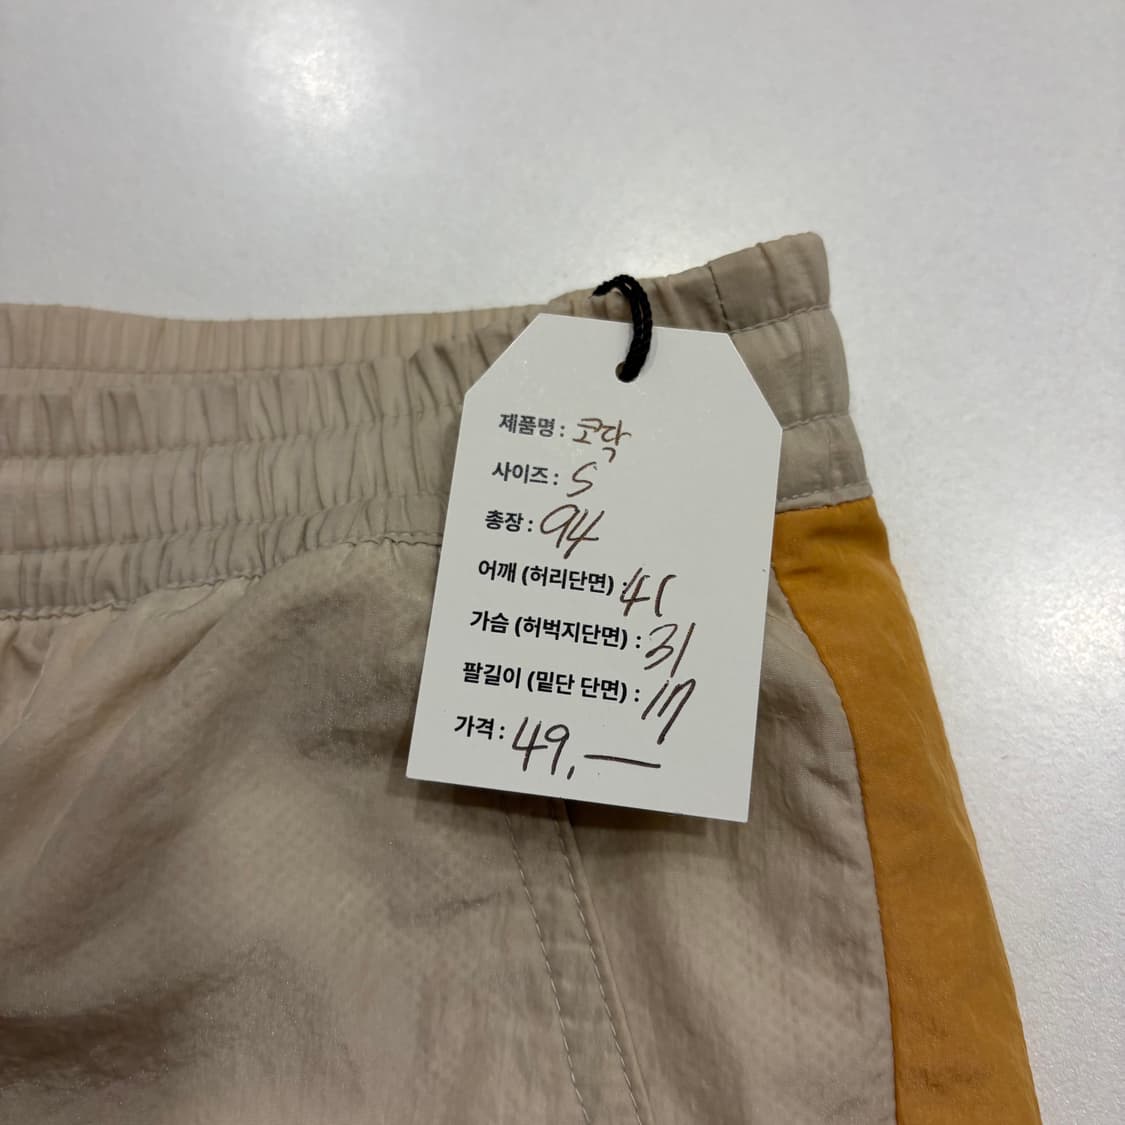 제품명 : 코닥
사이즈 : S
총장 : 94
어깨 (허리단면) : 41
가슴 (허벅지단면) : 31
팔길이 (밑단 단면) : 17
가격 : 49.—